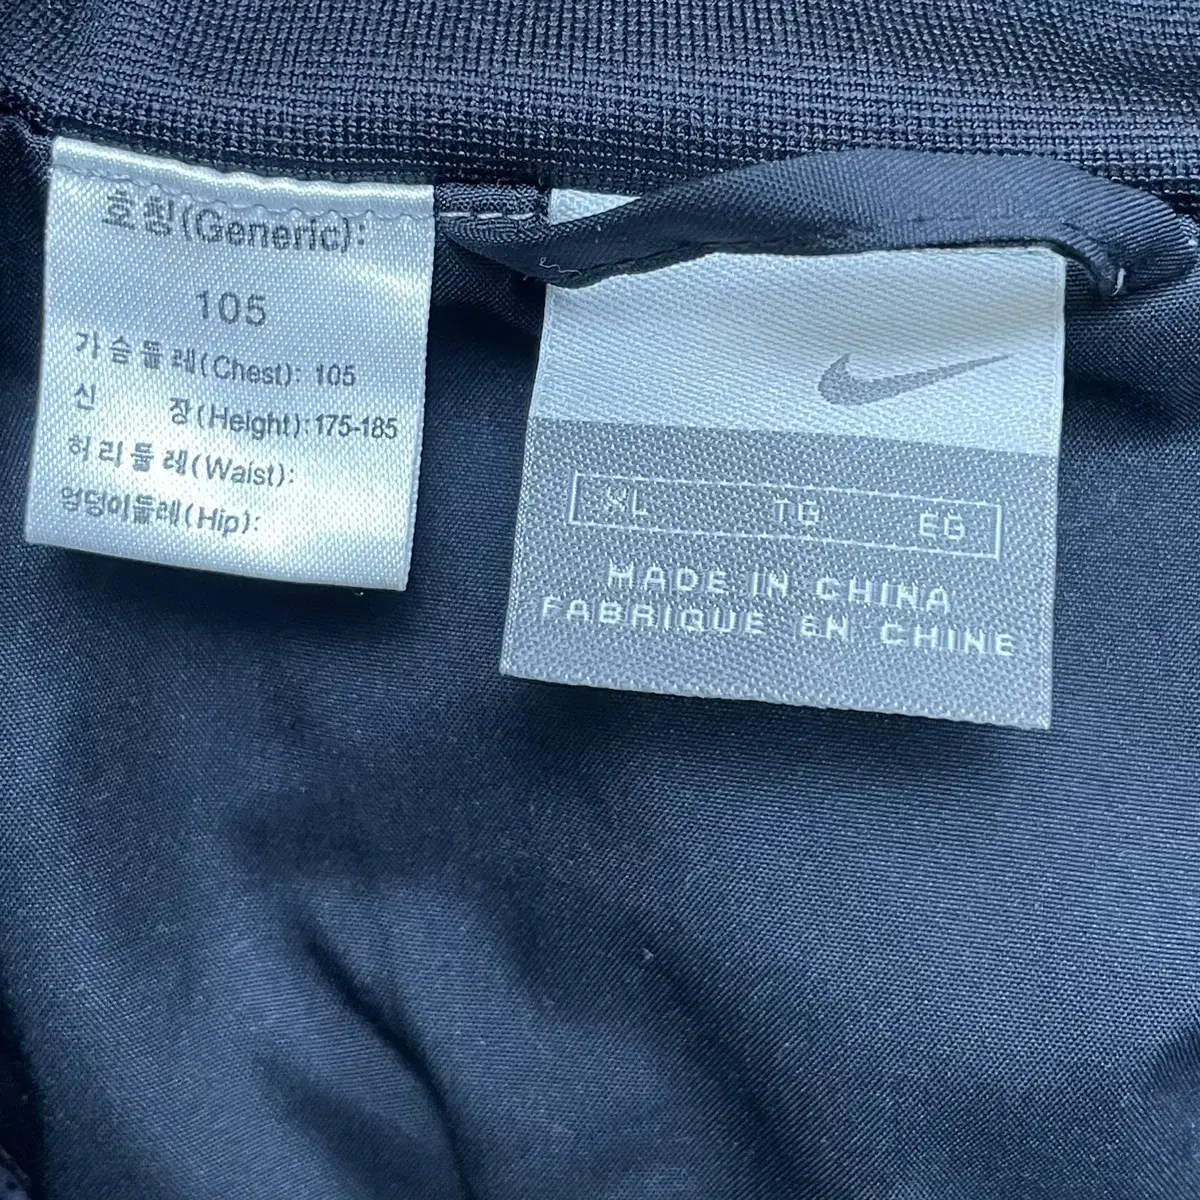 호칭(Generic):
105
가슴둘레(Chest): 105
신 장(Height):175-185
허리둘레(Waist):
엉덩이둘레(Hip):
XL TG EG
MADE IN CHINA
FABRIQUE EN CHINE